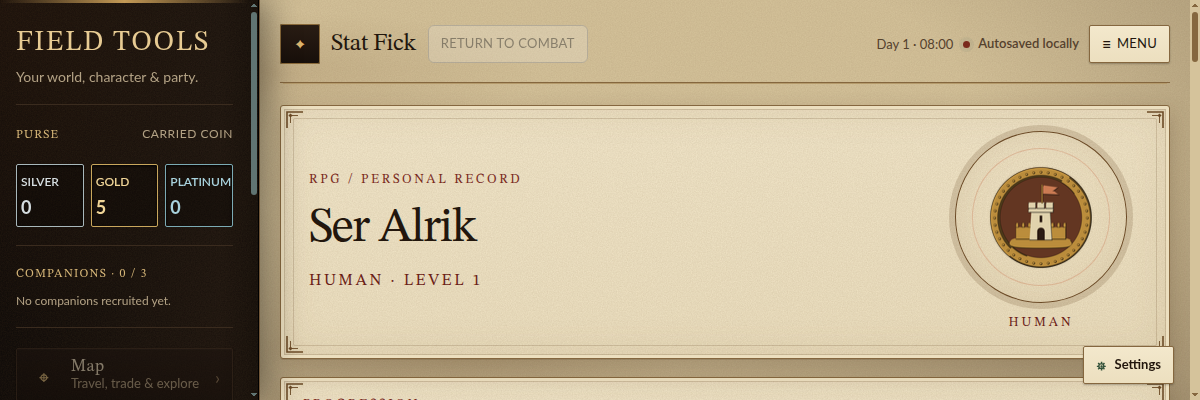 FIELD TOOLS
Your world, character & party.
PURSE
CARRIED COIN
SILVER
0
GOLD
5
PLATINUM
0
COMPANIONS · 0 / 3
No companions recruited yet.
Map
Travel, trade & explore
Stat Fick
RETURN TO COMBAT
Day 1 · 08:00
Autosaved locally
≡ MENU
RPG / PERSONAL RECORD
Ser Alrik
HUMAN · LEVEL 1
HUMAN
Settings